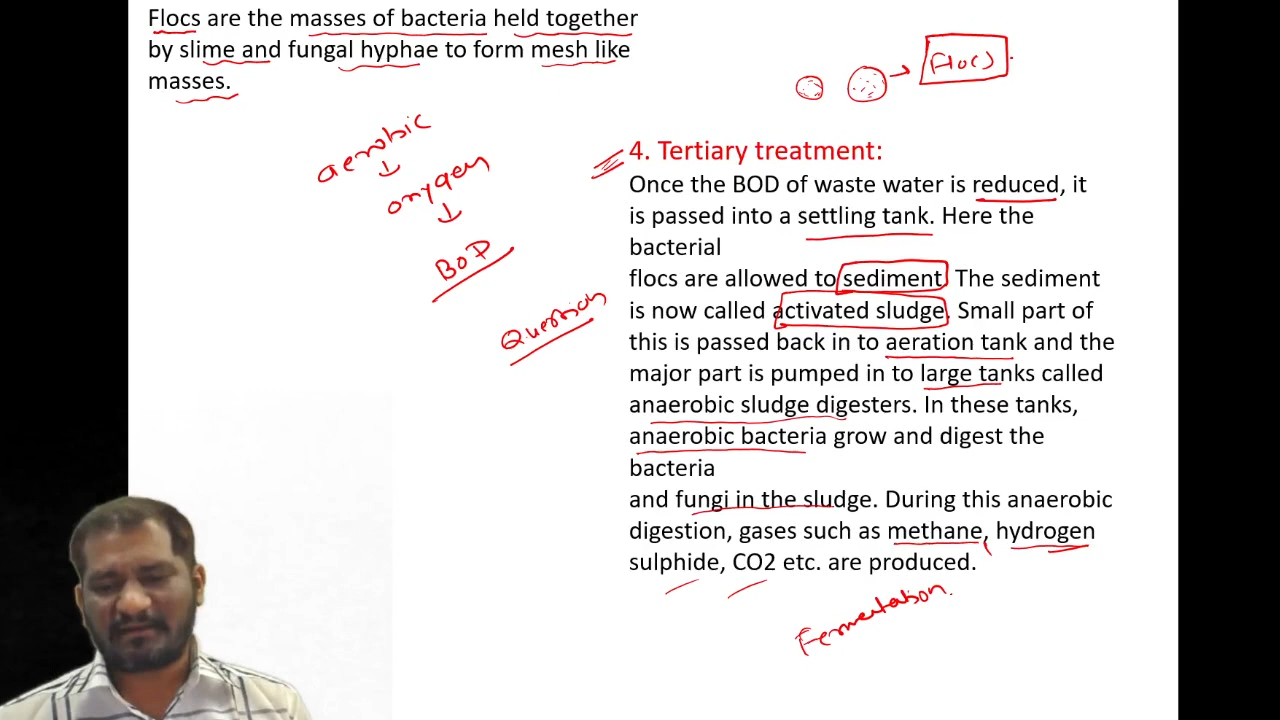 Flocs are the masses of bacteria held together
by slime and fungal hyphae to form mesh like
masses.
Flocs
aerobic
oxygen
BOD
Question
4. Tertiary treatment:
Once the BOD of waste water is reduced, it
is passed into a settling tank. Here the
bacterial
flocs are allowed to sediment. The sediment
is now called activated sludge. Small part of
this is passed back in to aeration tank and the
major part is pumped in to large tanks called
anaerobic sludge digesters. In these tanks,
anaerobic bacteria grow and digest the
bacteria
and fungi in the sludge. During this anaerobic
digestion, gases such as methane, hydrogen
sulphide, CO2 etc. are produced.
Fermentation.